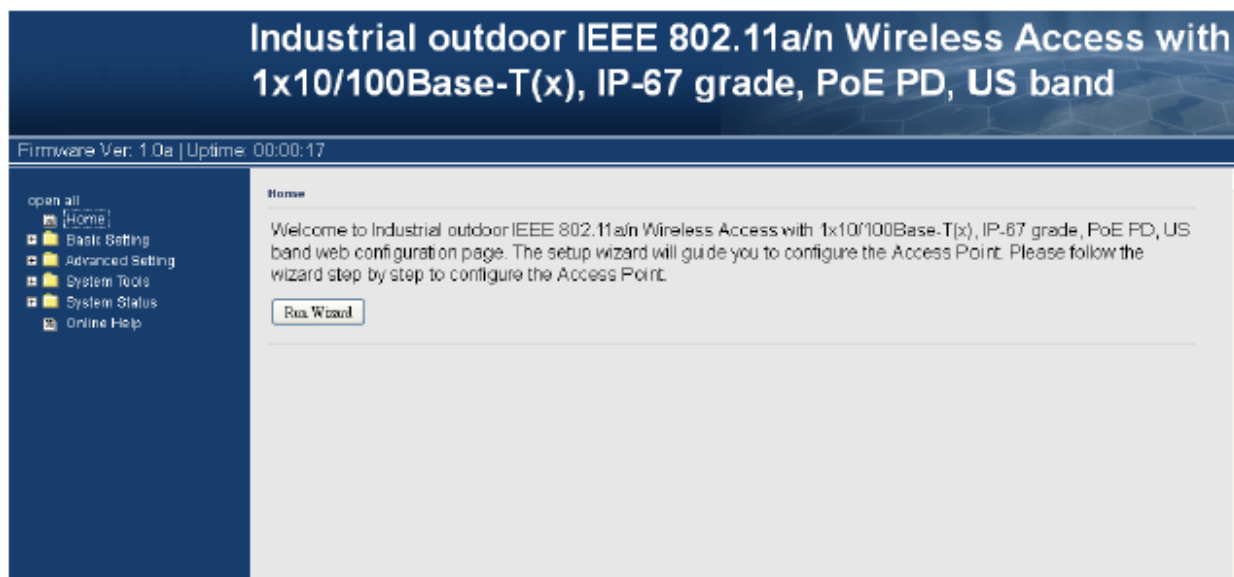 Industrial outdoor IEEE 802.11a/n Wireless Access with
1x10/100Base-T(x), IP-67 grade, PoE PD, US band
Firmware Ver: 1.0a | Uptime: 00:00:17
open all
Home
Basic Setting
Advanced Setting
System Tools
System Status
Online Help
Home
Welcome to Industrial outdoor IEEE 802.11a/n Wireless Access with 1x10/100Base-T(x), IP-67 grade, PoE PD, US
band web configuration page. The setup wizard will guide you to configure the Access Point. Please follow the
wizard step by step to configure the Access Point.
Run Wizard